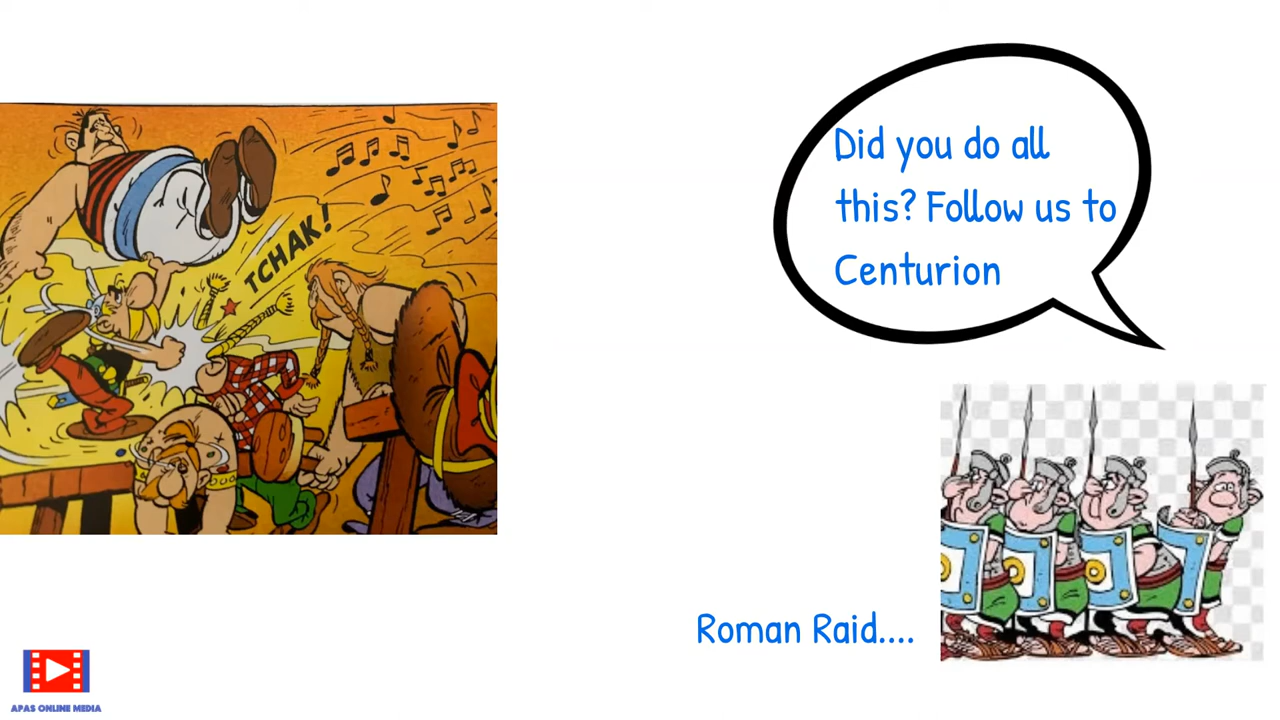 TCHAK!
Did you do all
this? Follow us to
Centurion
Roman Raid....
APAS ONLINE MEDIA